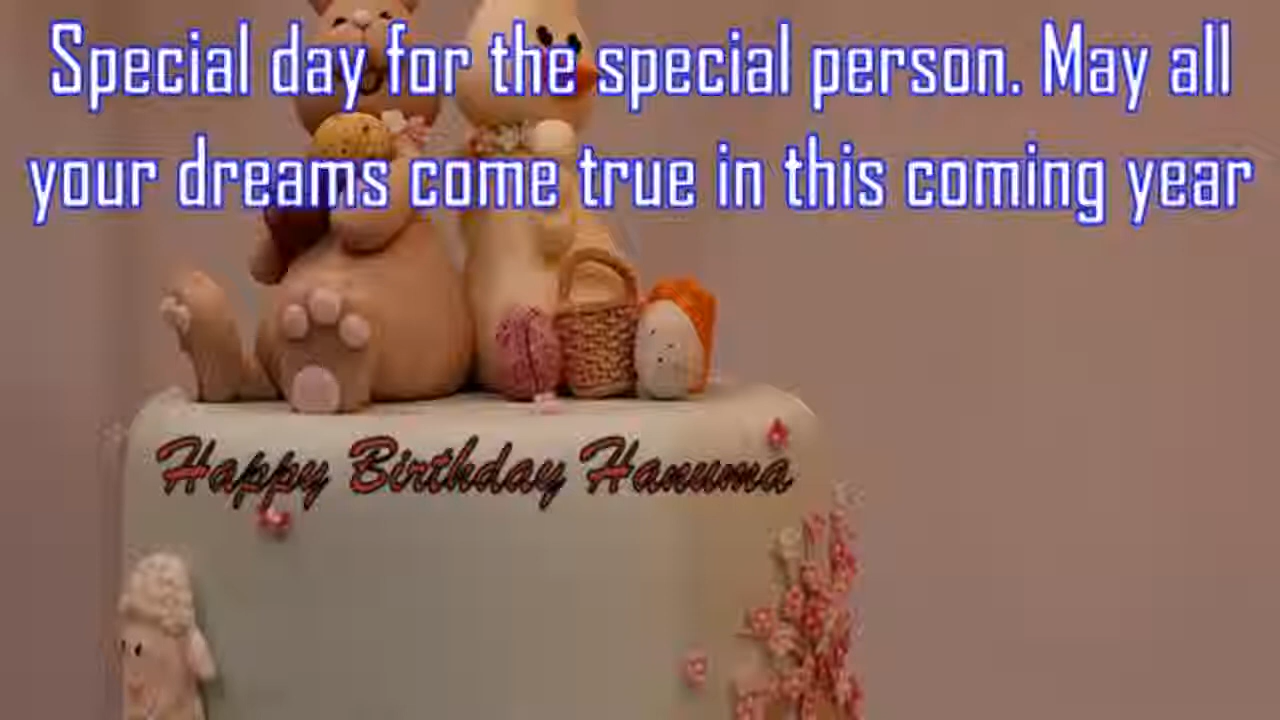 Special day for the special person. May all
your dreams come true in this coming year
Happy Birthday Hanuma